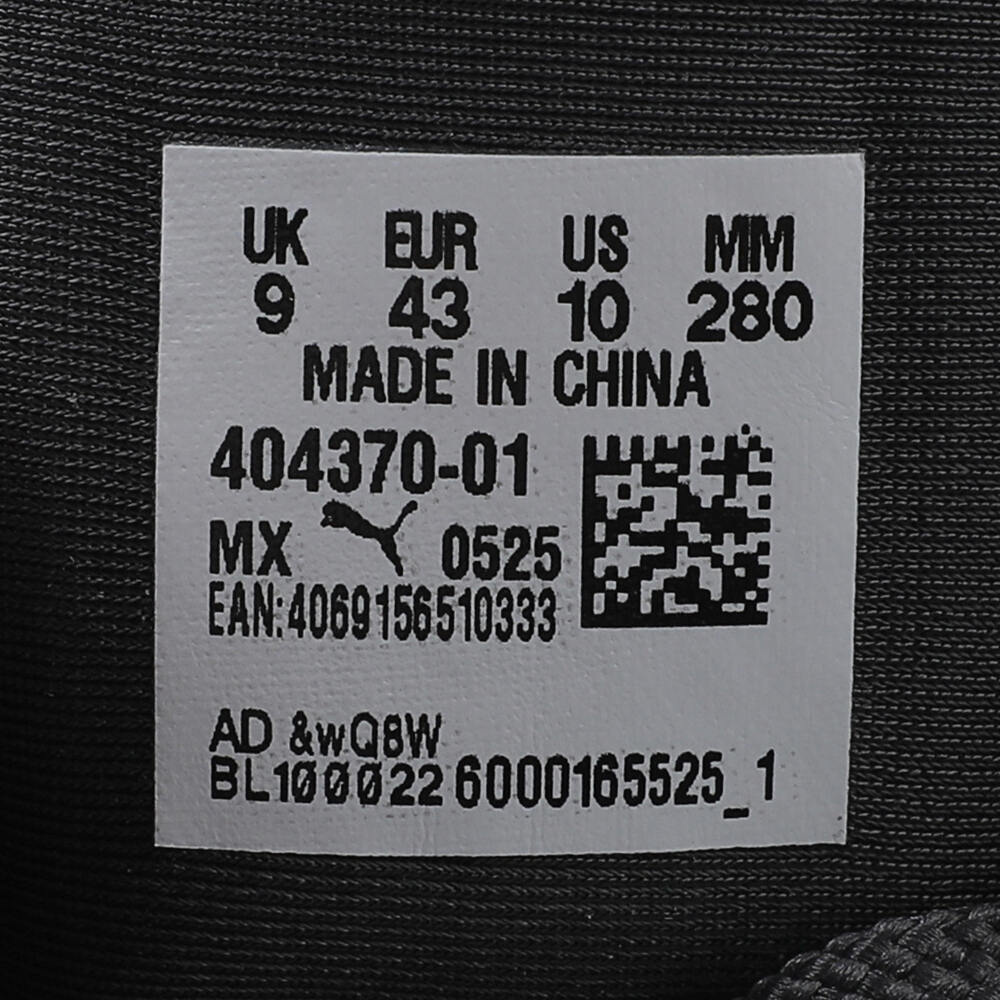 UK EUR US MM
9 43 10 280
MADE IN CHINA
404370-01
MX 0525
EAN:4069156510333
AD &wQ8W
BL100022 6000165525_1